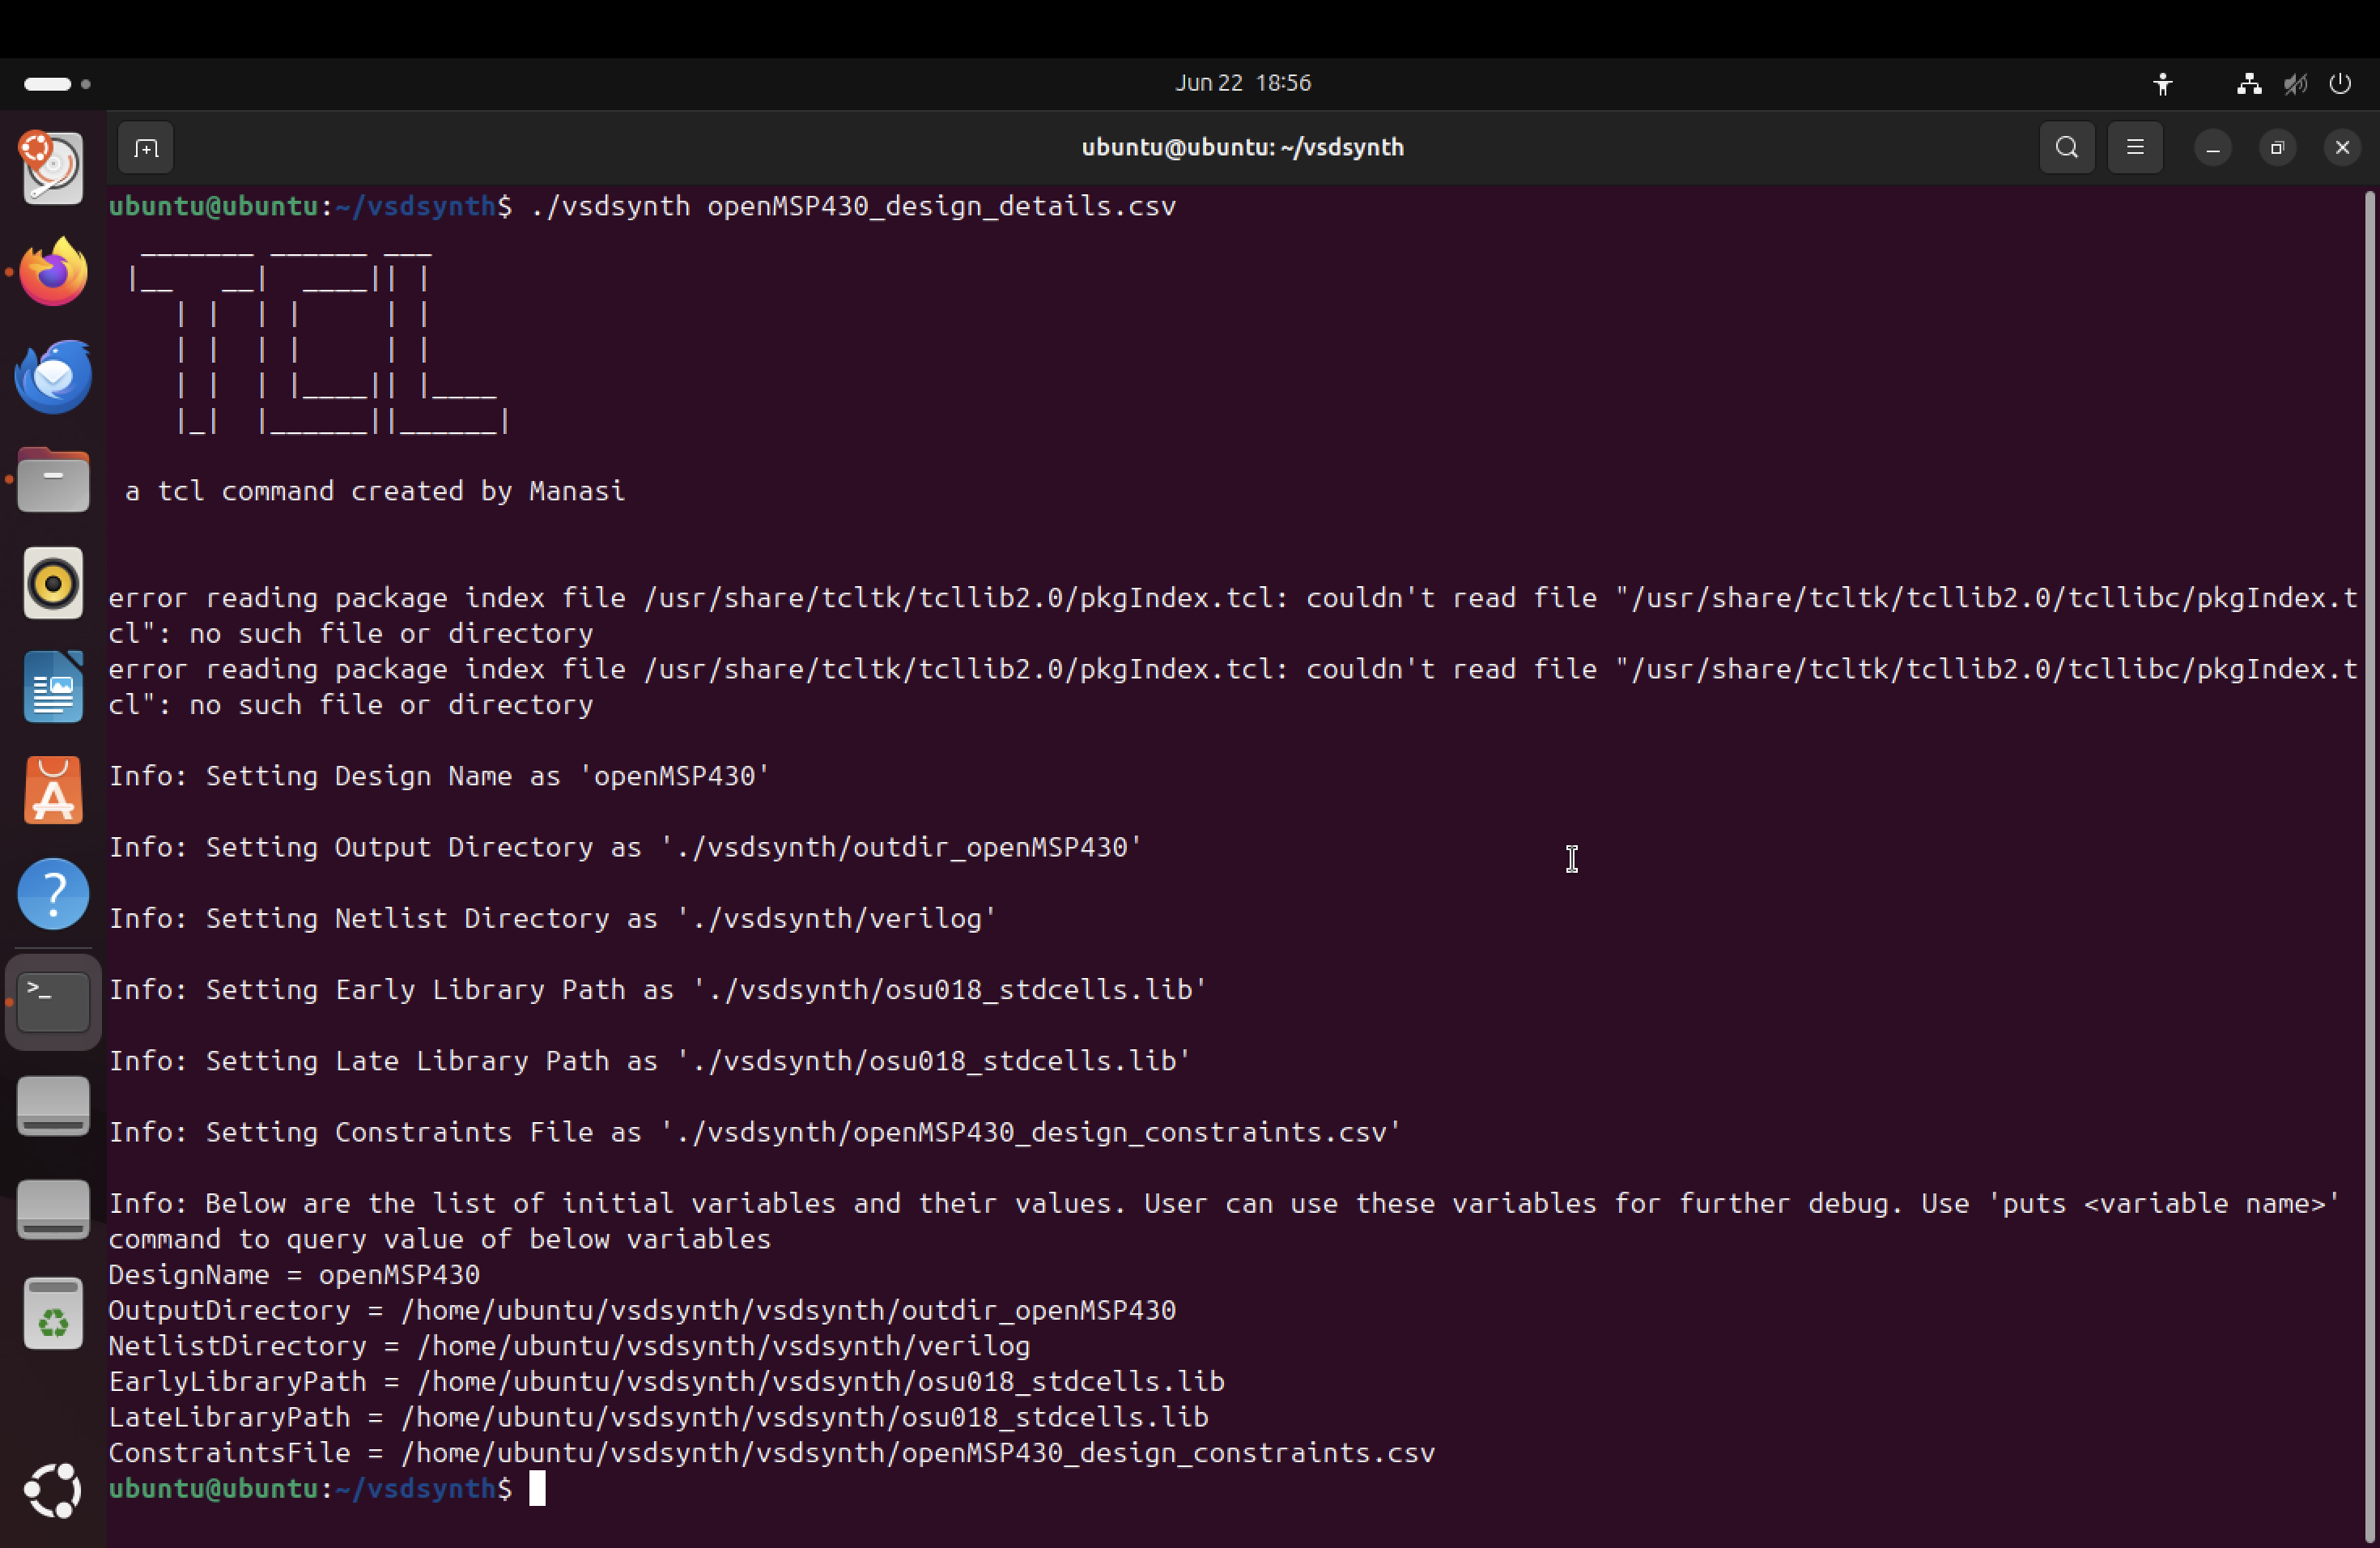 Jun 22 18:56
ubuntu@ubuntu: ~/vsdsynth
ubuntu@ubuntu:~/vsdsynth$ ./vsdsynth openMSP430_design_details.csv
  _______ ______ ___
 |__   __|  ____|| |
    | |  | |     | |
    | |  | |     | |
    | |  | |____|| |____
    |_|  |______||______|
a tcl command created by Manasi
error reading package index file /usr/share/tcltk/tcllib2.0/pkgIndex.tcl: couldn't read file "/usr/share/tcltk/tcllib2.0/tcllibc/pkgIndex.t
cl": no such file or directory
error reading package index file /usr/share/tcltk/tcllib2.0/pkgIndex.tcl: couldn't read file "/usr/share/tcltk/tcllib2.0/tcllibc/pkgIndex.t
cl": no such file or directory
Info: Setting Design Name as 'openMSP430'
Info: Setting Output Directory as './vsdsynth/outdir_openMSP430'
Info: Setting Netlist Directory as './vsdsynth/verilog'
Info: Setting Early Library Path as './vsdsynth/osu018_stdcells.lib'
Info: Setting Late Library Path as './vsdsynth/osu018_stdcells.lib'
Info: Setting Constraints File as './vsdsynth/openMSP430_design_constraints.csv'
Info: Below are the list of initial variables and their values. User can use these variables for further debug. Use 'puts <variable name>'
command to query value of below variables
DesignName = openMSP430
OutputDirectory = /home/ubuntu/vsdsynth/vsdsynth/outdir_openMSP430
NetlistDirectory = /home/ubuntu/vsdsynth/vsdsynth/verilog
EarlyLibraryPath = /home/ubuntu/vsdsynth/vsdsynth/osu018_stdcells.lib
LateLibraryPath = /home/ubuntu/vsdsynth/vsdsynth/osu018_stdcells.lib
ConstraintsFile = /home/ubuntu/vsdsynth/vsdsynth/openMSP430_design_constraints.csv
ubuntu@ubuntu:~/vsdsynth$